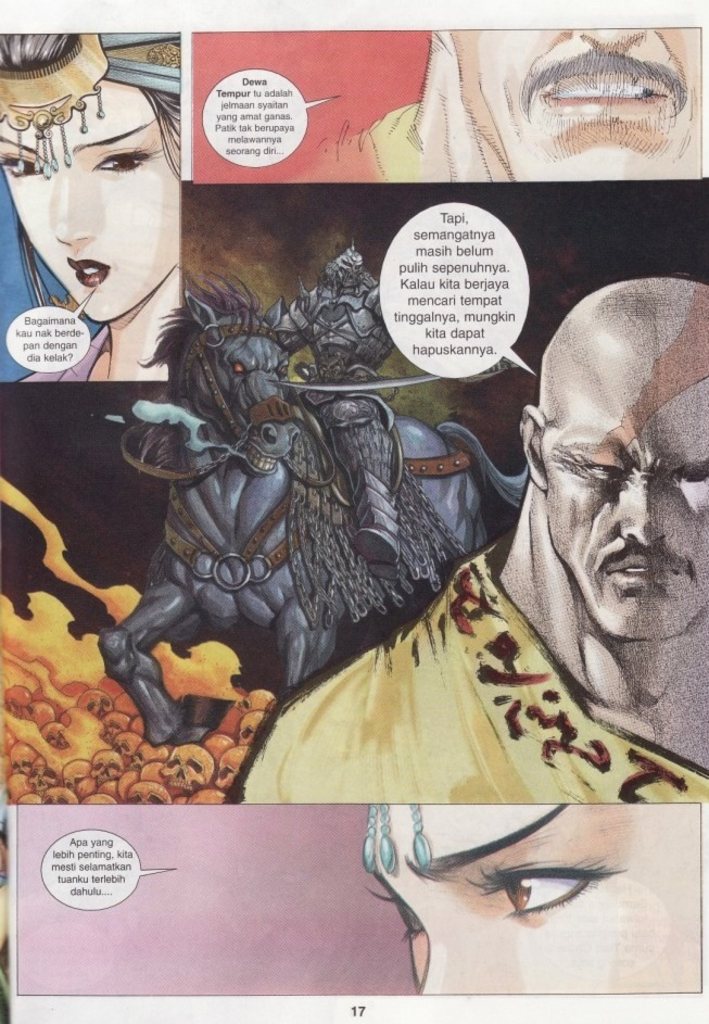 Bagaimana
kau nak berde-
pan dengan
dia kelak?
Dewa
Tempur tu adalah
jelmaan syaitan
yang amat ganas.
Patik tak berupaya
melawannya
seorang diri...
Tapi,
semangatnya
masih belum
pulih sepenuhnya.
Kalau kita berjaya
mencari tempat
tinggalnya, mungkin
kita dapat
hapuskannya.
Apa yang
lebih penting, kita
mesti selamatkan
tuanku terlebih
dahulu....
17